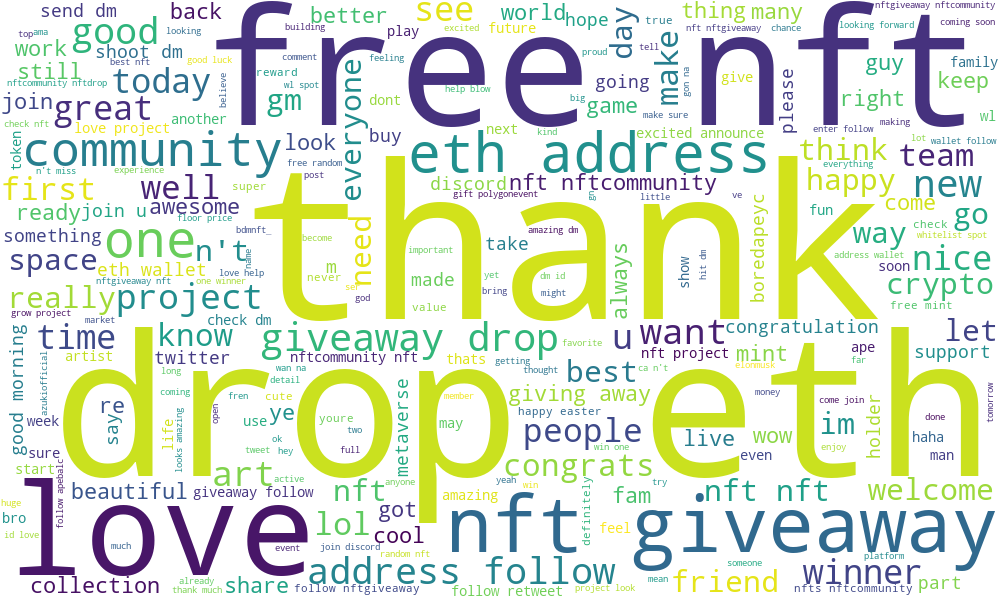 free nft
thank
drop eth
love
nft giveaway
community
eth address
giveaway drop
address follow
send dm
back
good
shoot dm
better
see
world
hope
day
thing
many
make
please
guy
keep
right
wl
going
game
dont
play
everyone
work
still
today
gm
join
great
another
love project
look
buy
next
kind
excited announce
think
team
happy
new
come
go
way
nice
soon
crypto
free mint
first
well
awesome
super
discord
nft nftcommunity
gift polygonevent
ready
join u
something
one
n't
space
eth wallet
need
m
take
made
always
show
hit dm
boredapeyc
really
project
time
know
check dm
twitter
artist
u
want
congratulation
let
support
nft project
mint
ape
best
giving away
people
live
wow
im
holder
haha
man
even
good morning
azukiofficial
week
say
re
life
use
ye
art
metaverse
may
happy easter
congrats
nft
nft nft
welcome
beautiful
giveaway follow
got
amazing
cool
lol
fam
feel
definitely
friend
winner
part
collection
share
follow nftgiveaway
follow retweet
project look
nfts nftcommunity
platform
someone
mean
top
ama
looking
nftcommunity nftdrop
best nft
good luck
believe
building
comment
reward
wl spot
excited
future
feeling
help blow
big
proud
true
tell
gon na
make sure
nft nftgiveaway
give
chance
nftgiveaway nftcommunity
looking forward
coming soon
family
enter follow
making
lot
wallet follow
everything
fun
check
whitelist spot
address wallet
check nft
token
n't miss
experience
free random
post
floor price
bdmnft_
name
love help
one winner
nftgiveaway nft
become
never
set
god
important
value
yet
bring
amazing dm
dm id
might
gn
little
ve
grow project
market
nftcommunity nft
wan na
detail
thats
getting
thought
favorite
ca n't
elonmusk
far
money
come join
enjoy
done
tomorrow
long
coming
looks amazing
open
fren
cute
youre
two
full
ok
hey
tweet
active
anyone
member
yeah
win
win one
try
sure
start
huge
bro
id love
follow apebalc
much
event
join discord
random nft
already
thank much